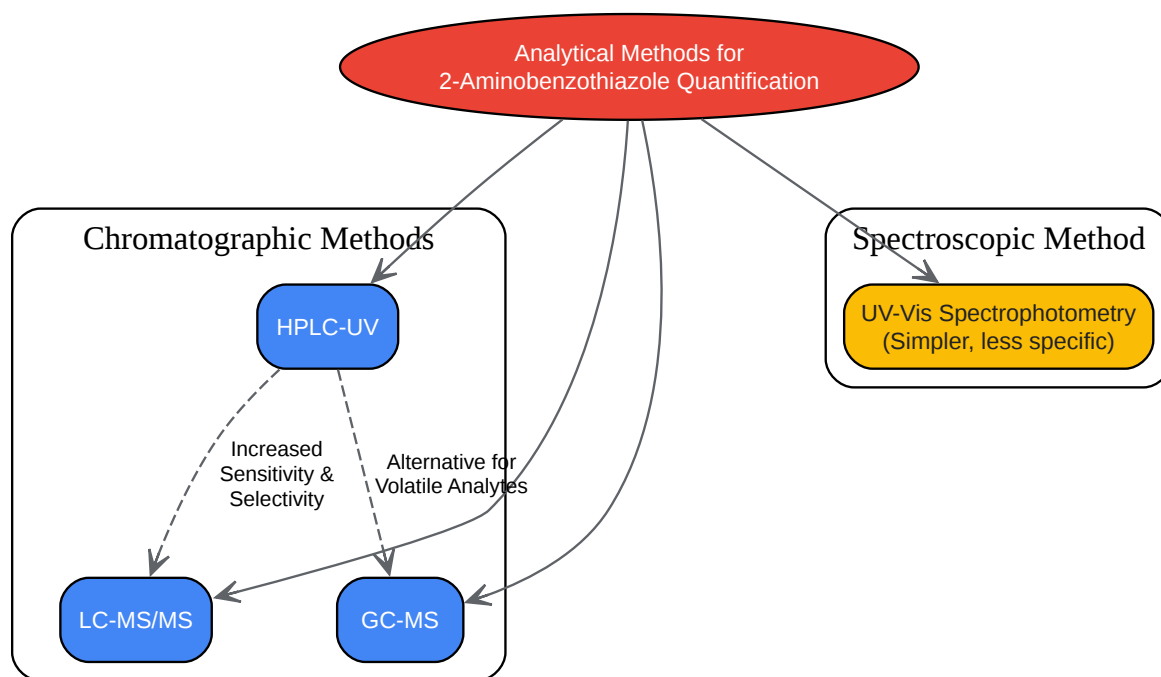 Analytical Methods for
2-Aminobenzothiazole Quantification
Chromatographic Methods
Spectroscopic Method
HPLC-UV
UV-Vis Spectrophotometry
(Simpler, less specific)
Increased
Sensitivity &
Selectivity
Alternative for
Volatile Analytes
LC-MS/MS
GC-MS